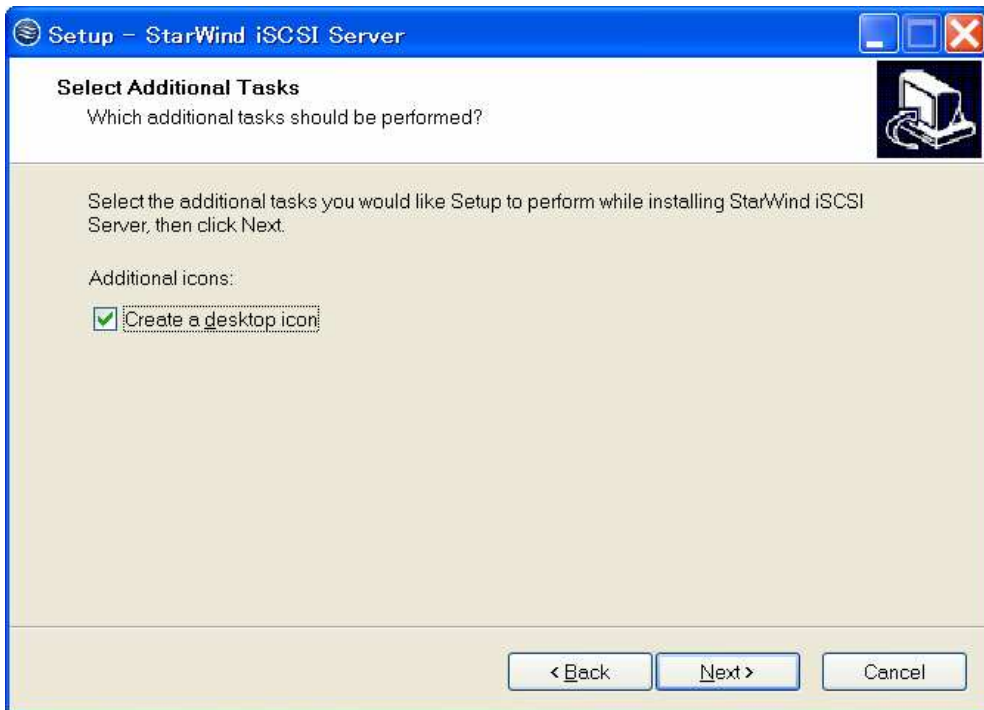 Setup - StarWind iSCSI Server
Select Additional Tasks
Which additional tasks should be performed?
Select the additional tasks you would like Setup to perform while installing StarWind iSCSI
Server, then click Next.
Additional icons:
Create a desktop icon
< Back Next > Cancel